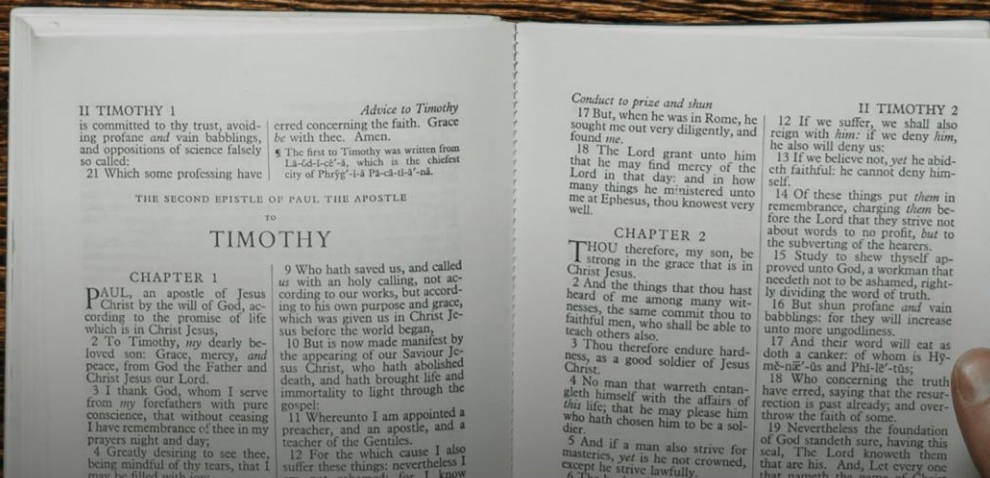 II TIMOTHY 1
Advice to Timothy
is committed to thy trust, avoid-
ing profane and vain babblings,
and oppositions of science falsely
so called:
21 Which some professing have
erred concerning the faith. Grace
be with thee. Amen.
¶ The first to Timothy was written from
Lā-ŏd-ĭ-cē′-ȧ, which is the chiefest
city of Phrўġ′-ĭ-ȧ Pā-cā-tĭ-ā′-nȧ.
THE SECOND EPISTLE OF PAUL THE APOSTLE
TO
TIMOTHY
CHAPTER 1
PAUL, an apostle of Jesus
Christ by the will of God, ac-
cording to the promise of life
which is in Christ Jesus,
2 To Timothy, my dearly be-
loved son: Grace, mercy, and
peace, from God the Father and
Christ Jesus our Lord.
3 I thank God, whom I serve
from my forefathers with pure
conscience, that without ceasing
I have remembrance of thee in my
prayers night and day;
4 Greatly desiring to see thee,
being mindful of thy tears, that I
may be filled with joy;
9 Who hath saved us, and called
us with an holy calling, not ac-
cording to our works, but accord-
ing to his own purpose and grace,
which was given us in Christ Je-
sus before the world began,
10 But is now made manifest by
the appearing of our Saviour Je-
sus Christ, who hath abolished
death, and hath brought life and
immortality to light through the
gospel:
11 Whereunto I am appointed a
preacher, and an apostle, and a
teacher of the Gentiles.
12 For the which cause I also
suffer these things: nevertheless I
am not ashamed: for I know
Conduct to prize and shun
II TIMOTHY 2
17 But, when he was in Rome, he
sought me out very diligently, and
found me.
18 The Lord grant unto him
that he may find mercy of the
Lord in that day: and in how
many things he ministered unto
me at Ephesus, thou knowest very
well.
CHAPTER 2
THOU therefore, my son, be
strong in the grace that is in
Christ Jesus.
2 And the things that thou hast
heard of me among many wit-
nesses, the same commit thou to
faithful men, who shall be able to
teach others also.
3 Thou therefore endure hard-
ness, as a good soldier of Jesus
Christ.
4 No man that warreth entan-
gleth himself with the affairs of
this life; that he may please him
who hath chosen him to be a sol-
dier.
5 And if a man also strive for
masteries, yet is he not crowned,
except he strive lawfully.
12 If we suffer, we shall also
reign with him: if we deny him,
he also will deny us:
13 If we believe not, yet he abid-
eth faithful: he cannot deny him-
self.
14 Of these things put them in
remembrance, charging them be-
fore the Lord that they strive not
about words to no profit, but to
the subverting of the hearers.
15 Study to shew thyself ap-
proved unto God, a workman that
needeth not to be ashamed, right-
ly dividing the word of truth.
16 But shun profane and vain
babblings: for they will increase
unto more ungodliness.
17 And their word will eat as
doth a canker: of whom is Hȳ-
mĕ-næ′-ŭs and Phĭ-lē′-tŭs;
18 Who concerning the truth
have erred, saying that the resur-
rection is past already; and over-
throw the faith of some.
19 Nevertheless the foundation
of God standeth sure, having this
seal, The Lord knoweth them
that are his. And, Let every one
that nameth the name of Christ